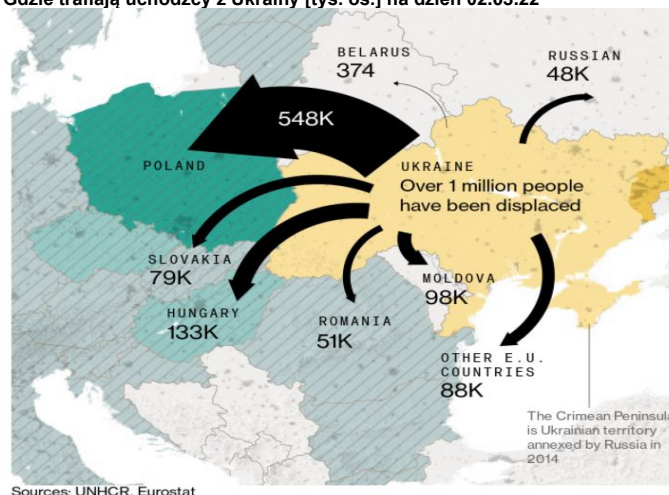 Gdzie trafiają uchodźcy z Ukrainy [tys. os.] na dzień 02.03.22
BELARUS
374
RUSSIAN
48K
548K
POLAND
UKRAINE
Over 1 million people
have been displaced
SLOVAKIA
79K
MOLDOVA
98K
HUNGARY
133K
ROMANIA
51K
OTHER E.U.
COUNTRIES
88K
The Crimean Peninsula
is Ukrainian territory
annexed by Russia in
2014
Sources: UNHCR, Eurostat